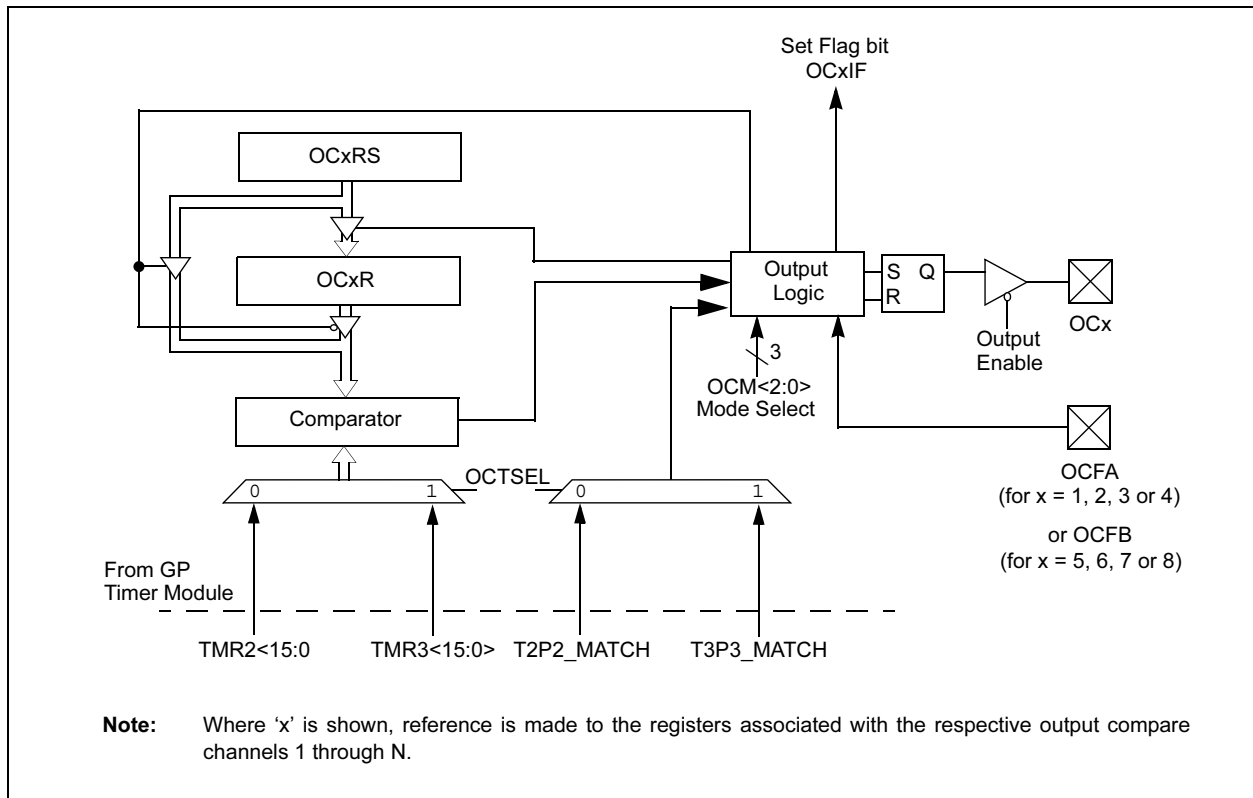 Set Flag bit
OCxIF
OCxRS
OCxR
Output
Logic
S Q
R
OCx
Output
Enable
3
OCM<2:0>
Mode Select
Comparator
OCFA
(for x = 1, 2, 3 or 4)
or OCFB
(for x = 5, 6, 7 or 8)
0 1 OCTSEL 0 1
From GP
Timer Module
TMR2<15:0 TMR3<15:0> T2P2_MATCH T3P3_MATCH
Note: Where ‘x’ is shown, reference is made to the registers associated with the respective output compare
channels 1 through N.